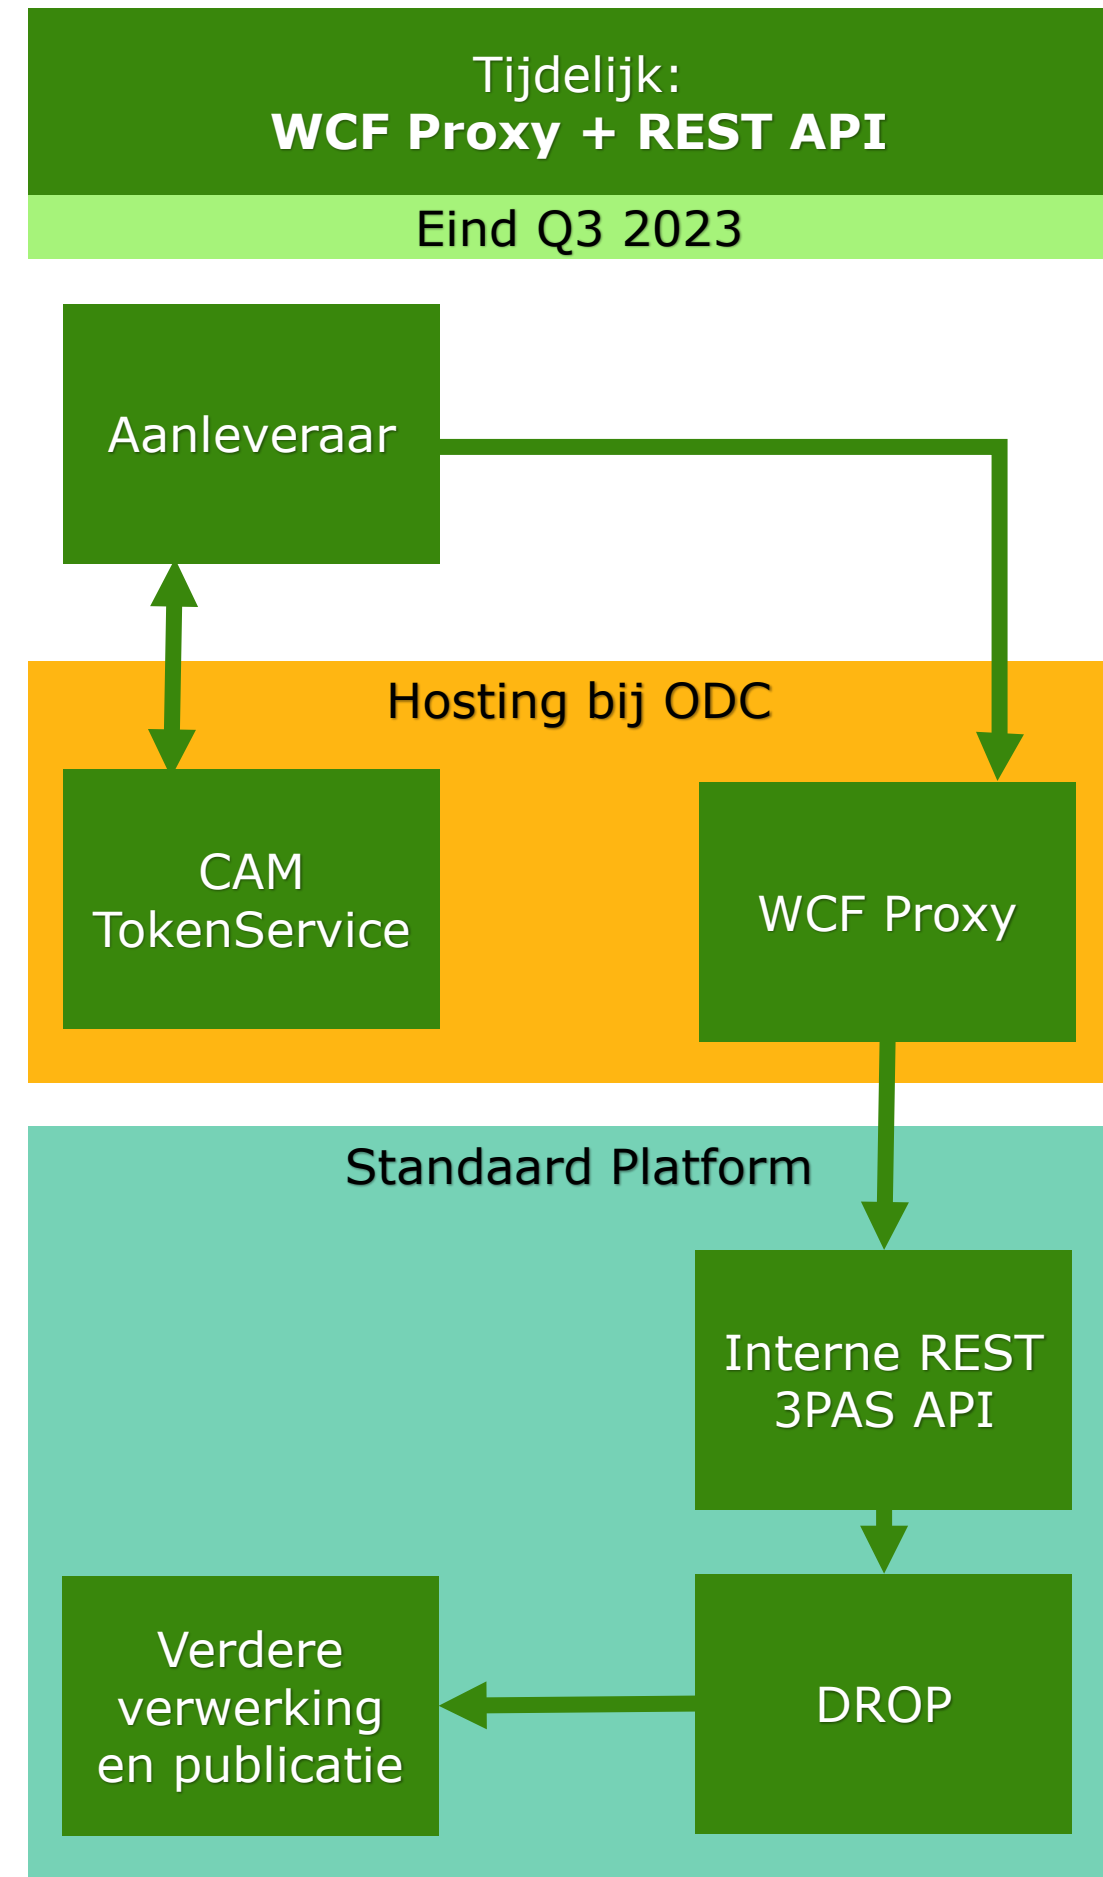 Tijdelijk:
WCF Proxy + REST API
Eind Q3 2023
Aanleveraar
Hosting bij ODC
CAM
TokenService
WCF Proxy
Standaard Platform
Interne REST
3PAS API
Verdere
verwerking
en publicatie
DROP